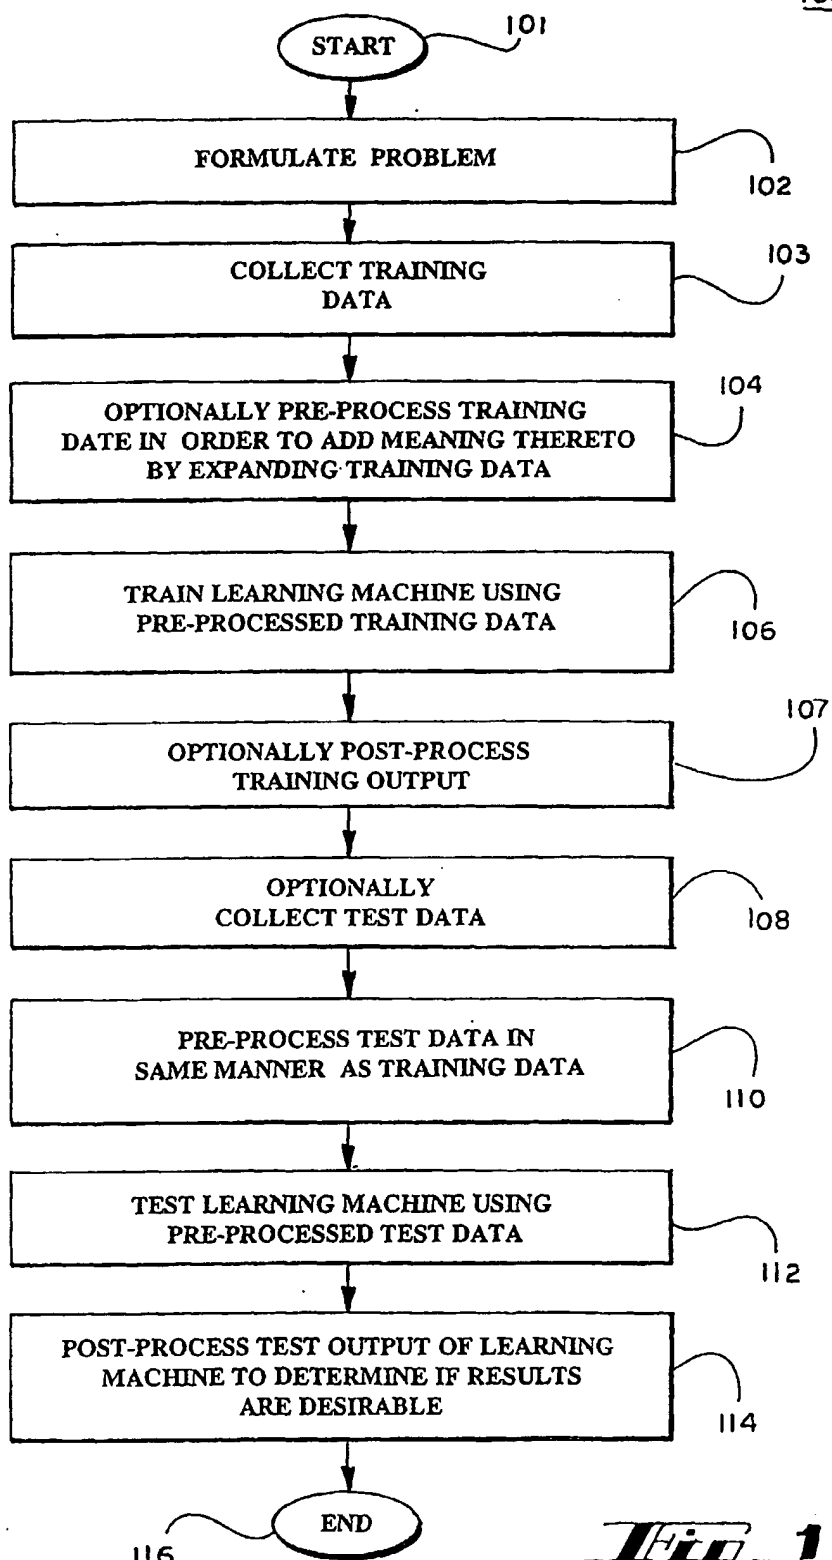 START
101
FORMULATE PROBLEM
102
COLLECT TRAINING
DATA
103
OPTIONALLY PRE-PROCESS TRAINING
DATE IN ORDER TO ADD MEANING THERETO
BY EXPANDING TRAINING DATA
104
TRAIN LEARNING MACHINE USING
PRE-PROCESSED TRAINING DATA
106
OPTIONALLY POST-PROCESS
TRAINING OUTPUT
107
OPTIONALLY
COLLECT TEST DATA
108
PRE-PROCESS TEST DATA IN
SAME MANNER AS TRAINING DATA
110
TEST LEARNING MACHINE USING
PRE-PROCESSED TEST DATA
112
POST-PROCESS TEST OUTPUT OF LEARNING
MACHINE TO DETERMINE IF RESULTS
ARE DESIRABLE
114
END
116
Fig. 1